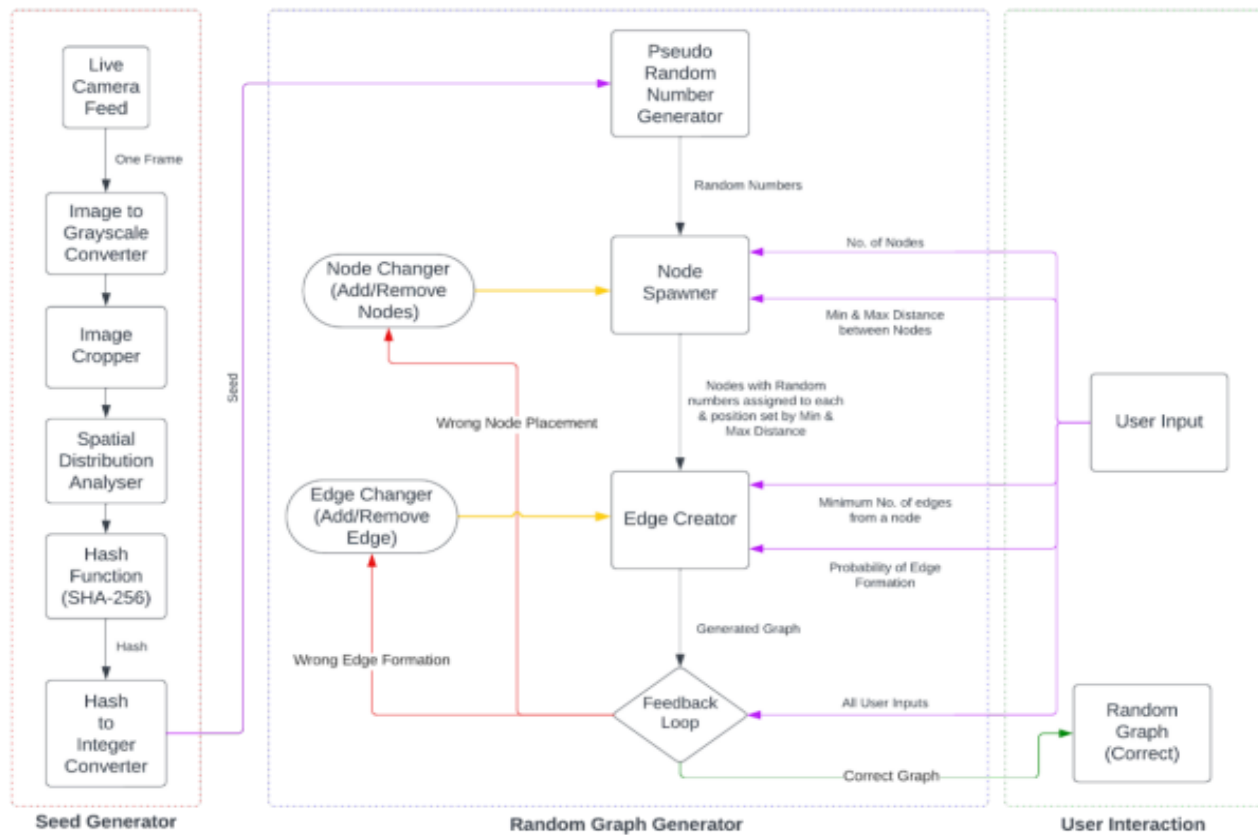 Live
Camera
Feed
One Frame
Image to
Grayscale
Converter
Image
Cropper
Spatial
Distribution
Analyser
Hash
Function
(SHA-256)
Hash
Hash
to
Integer
Converter
Seed Generator
Seed
Pseudo
Random
Number
Generator
Random Numbers
Node
Spawner
Node Changer
(Add/Remove
Nodes)
Nodes with Random
numbers assigned to each
& position set by Min &
Max Distance
Wrong Node Placement
Edge Changer
(Add/Remove
Edge)
Edge Creator
Generated Graph
Wrong Edge Formation
Feedback
Loop
Correct Graph
Random Graph Generator
No. of Nodes
Min & Max Distance
between Nodes
User Input
Minimum No. of edges
from a node
Probability of Edge
Formation
All User Inputs
Random
Graph
(Correct)
User Interaction